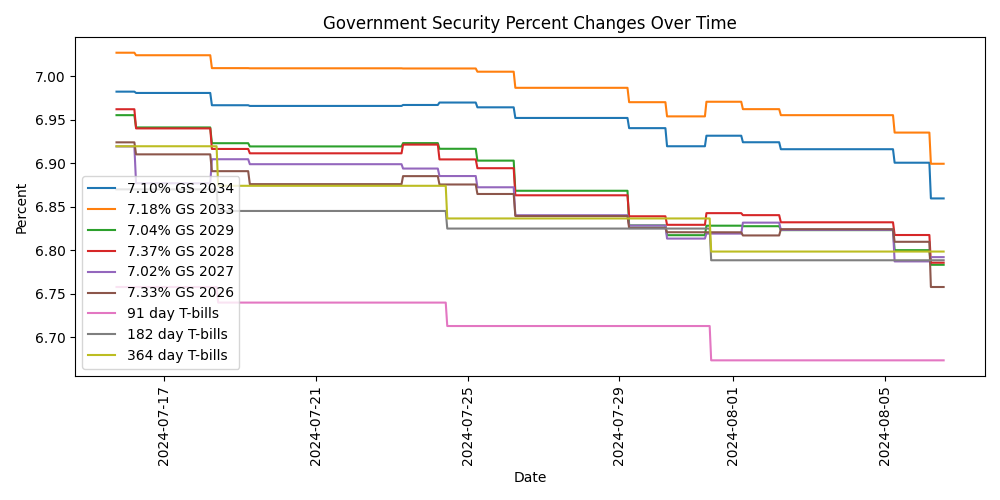 Government Security Percent Changes Over Time
Percent
7.00
6.95
6.90
6.85
6.80
6.75
6.70
7.10% GS 2034
7.18% GS 2033
7.04% GS 2029
7.37% GS 2028
7.02% GS 2027
7.33% GS 2026
91 day T-bills
182 day T-bills
364 day T-bills
2024-07-17
2024-07-21
2024-07-25
2024-07-29
2024-08-01
2024-08-05
Date